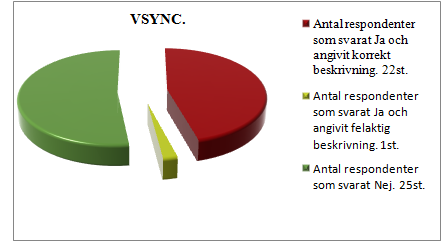 VSYNC.
Antal respondenter
som svarat Ja och
angivit korrekt
beskrivning. 22st.
Antal respondenter
som svarat Ja och
angivit felaktig
beskrivning. 1st.
Antal respondenter
som svarat Nej. 25st.